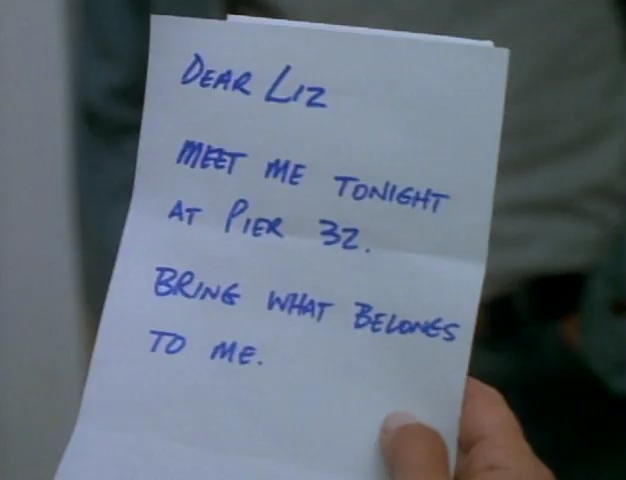 DEAR LIZ
MEET ME TONIGHT
AT PIER 32.
BRING WHAT BELONGS
TO ME.